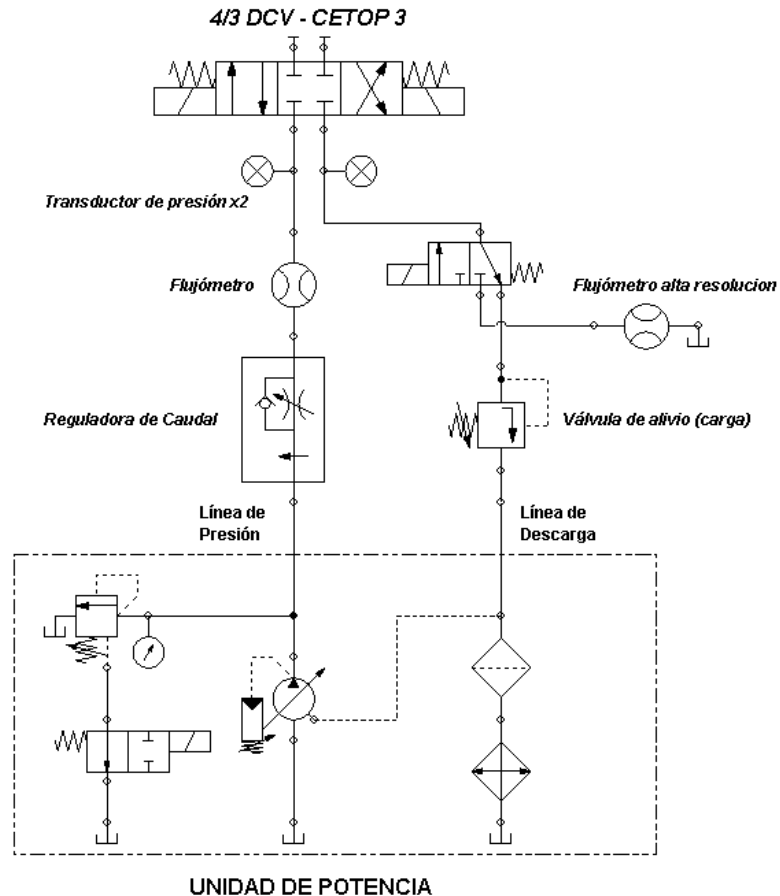 4/3 DCV - CETOP 3
Transductor de presión x2
Flujómetro
Flujómetro alta resolucion
Reguladora de Caudal
Válvula de alivio (carga)
Línea de
Presión
Línea de
Descarga
UNIDAD DE POTENCIA